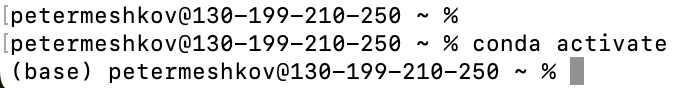 [petermeshkov@130-199-210-250 ~ %
[petermeshkov@130-199-210-250 ~ % conda activate
(base) petermeshkov@130-199-210-250 ~ %